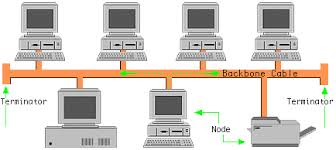 Backbone Cable
Terminator
Terminator
Node